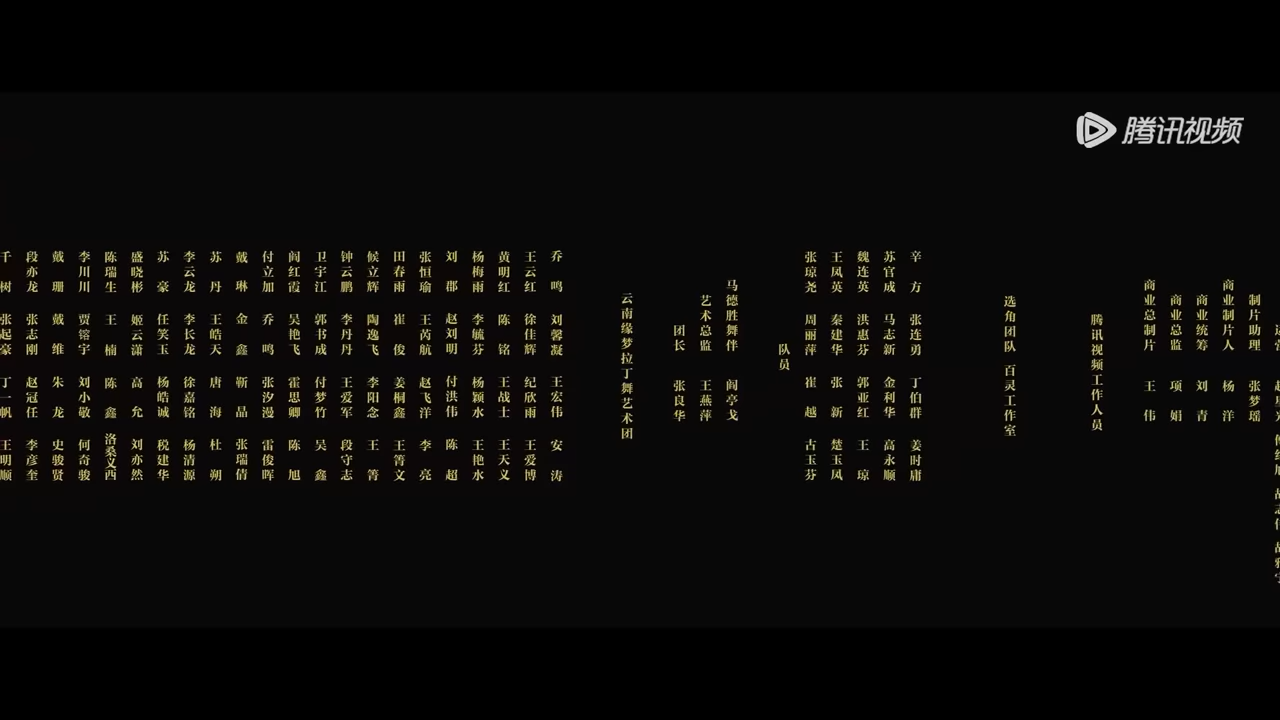 腾讯视频
千树 张起豪 丁一帆 王明顺
段亦龙 张志刚 赵冠任 李彦奎
戴珊 戴维 朱龙 史骏贤
李川川 贾镕宇 刘小敬 何奇骏
陈瑞生 王楠 陈鑫 洛桑义西
盛晓彬 姬云潇 高允 刘亦然
苏豪 任笑玉 杨皓诚 税建华
李云龙 李长龙 徐嘉铭 杨清源
苏丹 王皓天 唐海 杜朔
戴琳 金鑫 靳晶 张瑞倩
付立加 乔鸣 张汐漫 雷俊晖
闻红霞 吴艳飞 霍思卿 陈旭
卫宇江 郭书成 付梦竹 吴鑫
钟云鹏 李丹丹 王爱军 段守志
候立辉 陶逸飞 李阳念 王箐
田春雨 崔俊 姜桐鑫 王箐文
张恒瑜 王芮航 赵飞洋 李亮
刘郡 赵刘明 付洪伟 陈超
杨梅雨 李毓芬 杨颖水 王艳水
黄明红 陈铭 王战士 王天义
王云红 徐佳辉 纪欣雨 王爱博
乔鸣 刘馨凝 王宏伟 安涛
云南缘梦拉丁舞艺术团
团长 张良华
艺术总监 王燕萍
马德胜舞伴 阎亭戈
队员
张琼尧 周丽萍 崔越 古玉芬
王凤英 秦建华 张新 楚玉凤
魏连英 洪惠芬 郭亚红 王琼
苏官成 马志新 金利华 高永顺
辛方 张连勇 丁伯群 姜时庸
选角团队 百灵工作室
腾讯视频工作人员
商业总制片 王伟
商业总监 项娟
商业统筹 刘青
商业制片人 杨洋
制片助理 张梦瑶